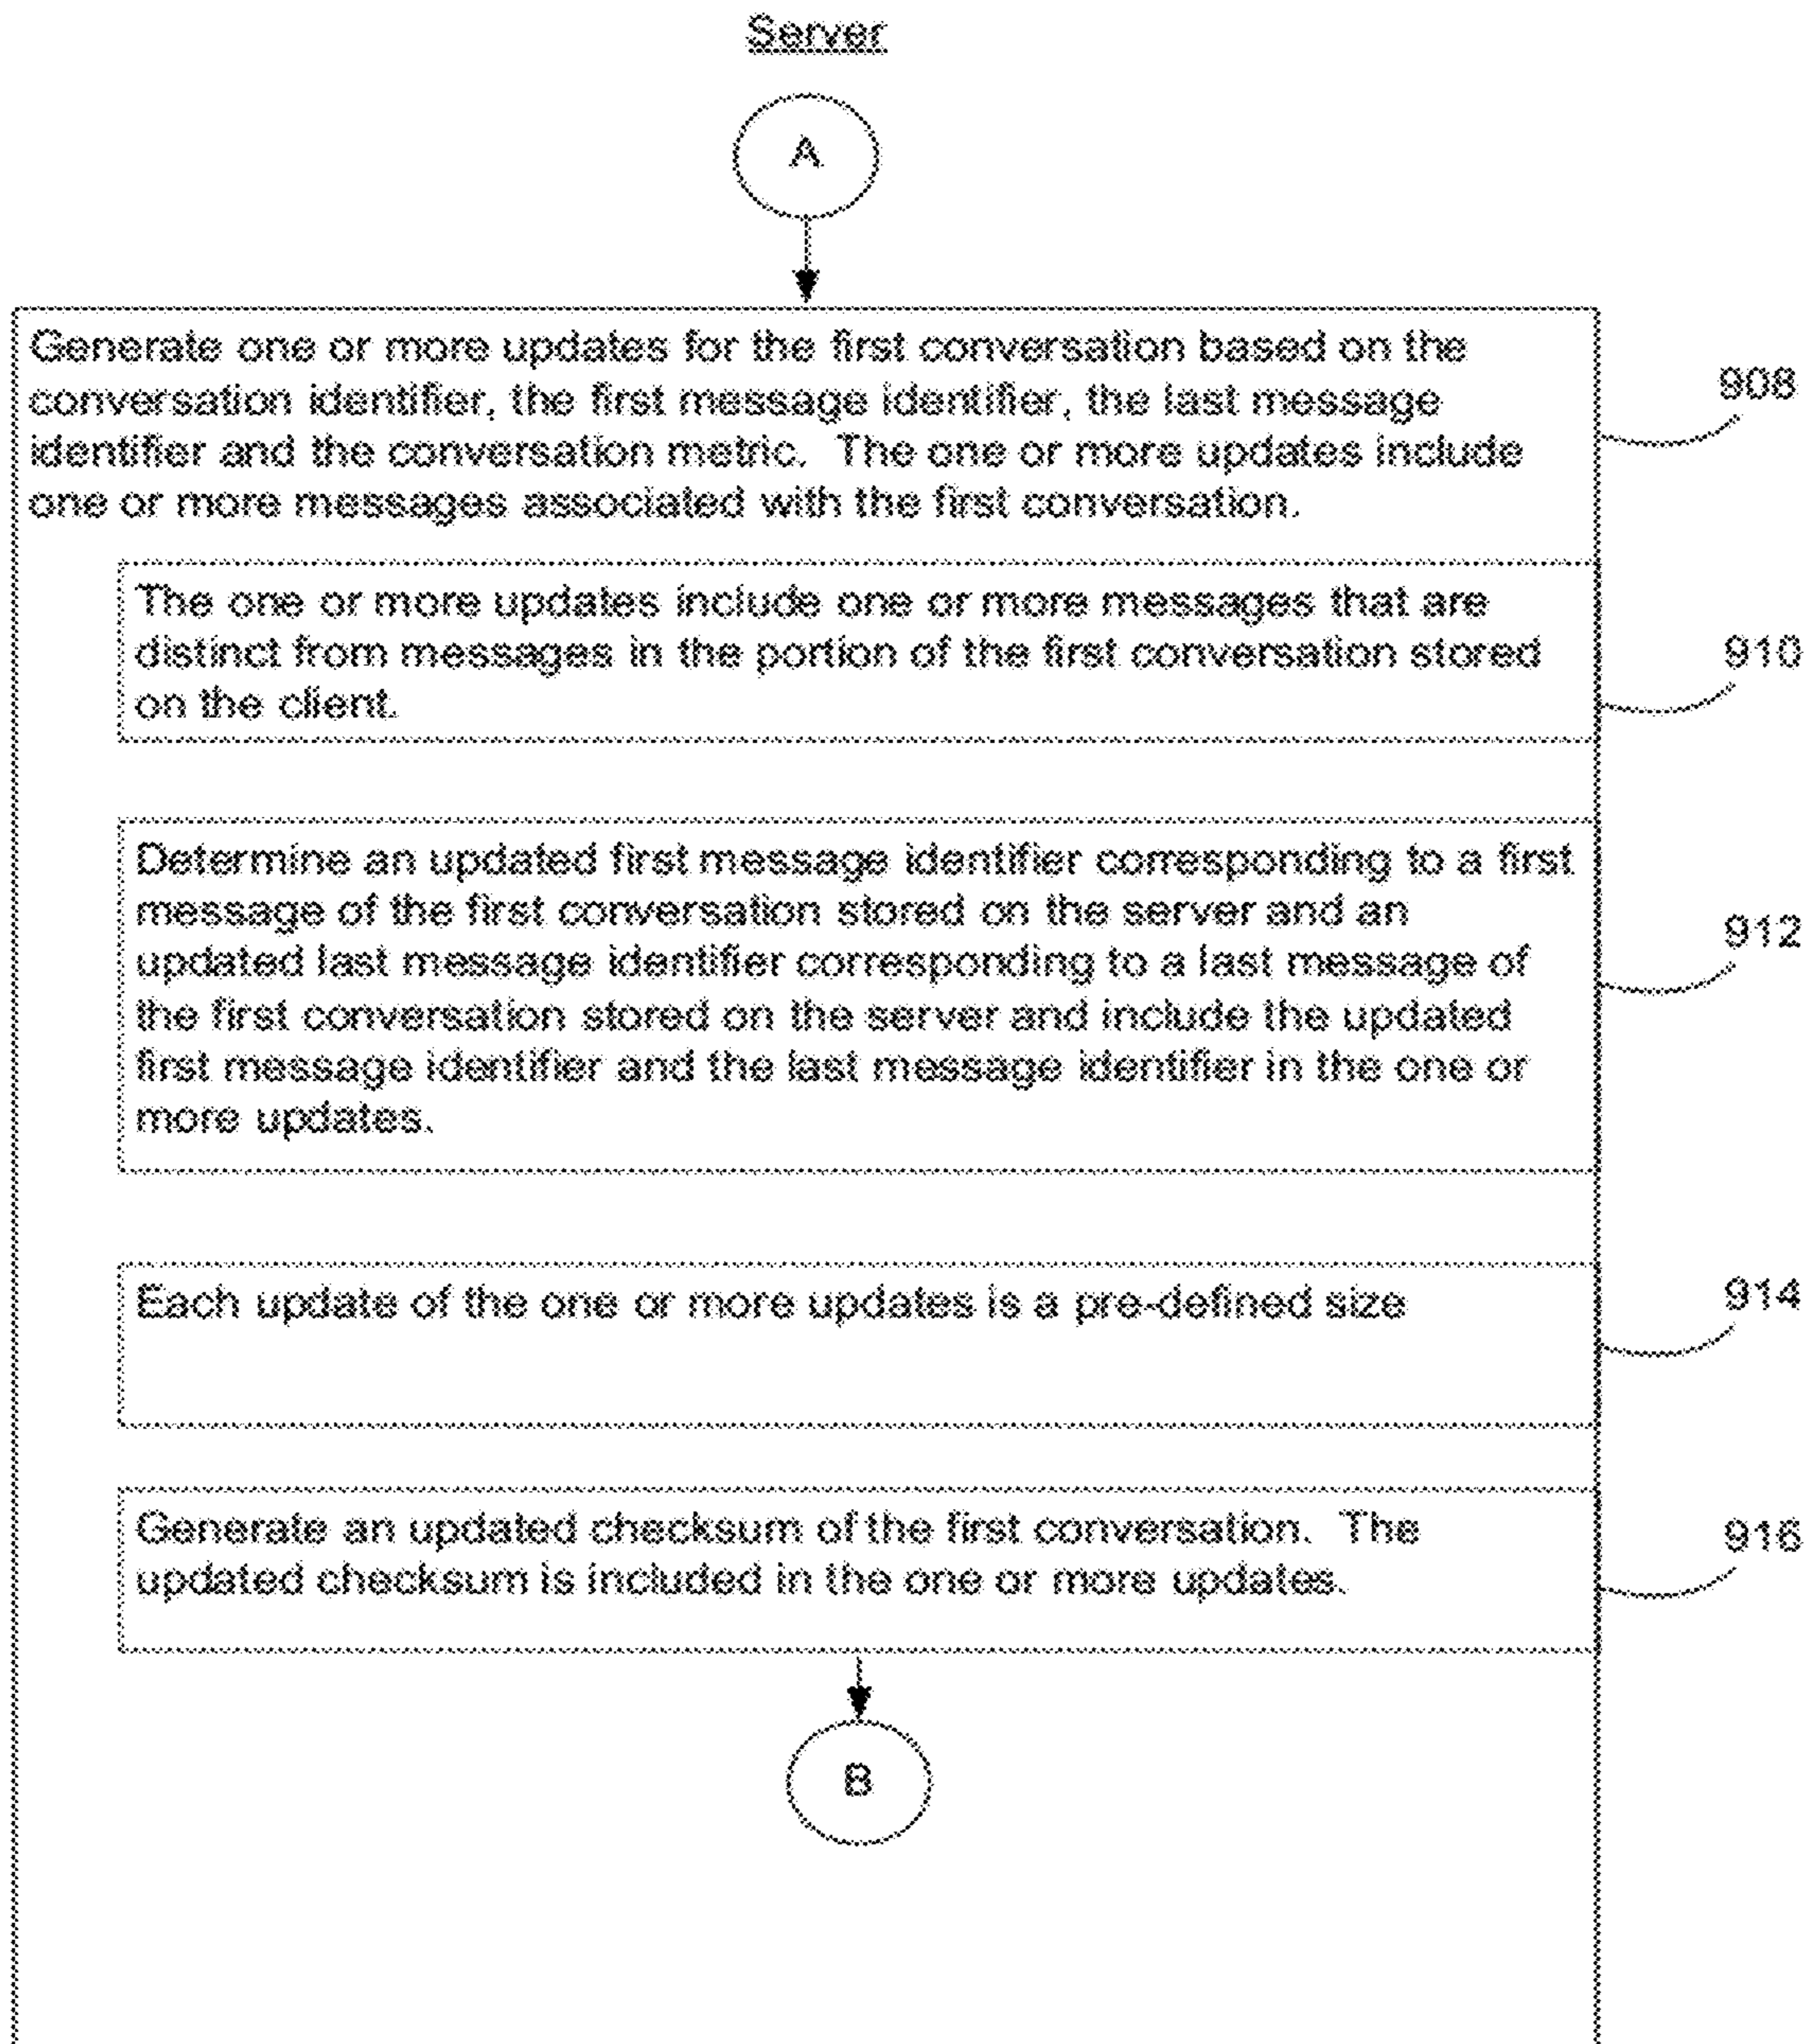 Server
A
Generate one or more updates for the first conversation based on the
conversation identifier, the first message identifier, the last message
identifier and the conversation metric.  The one or more updates include
one or more messages associated with the first conversation.
908
The one or more updates include one or more messages that are
distinct from messages in the portion of the first conversation stored
on the client.
910
Determine an updated first message identifier corresponding to a first
message of the first conversation stored on the server and an
updated last message identifier corresponding to a last message of
the first conversation stored on the server and include the updated
first message identifier and the last message identifier in the one or
more updates.
912
Each update of the one or more updates is a pre-defined size
914
Generate an updated checksum of the first conversation.  The
updated checksum is included in the one or more updates.
916
B